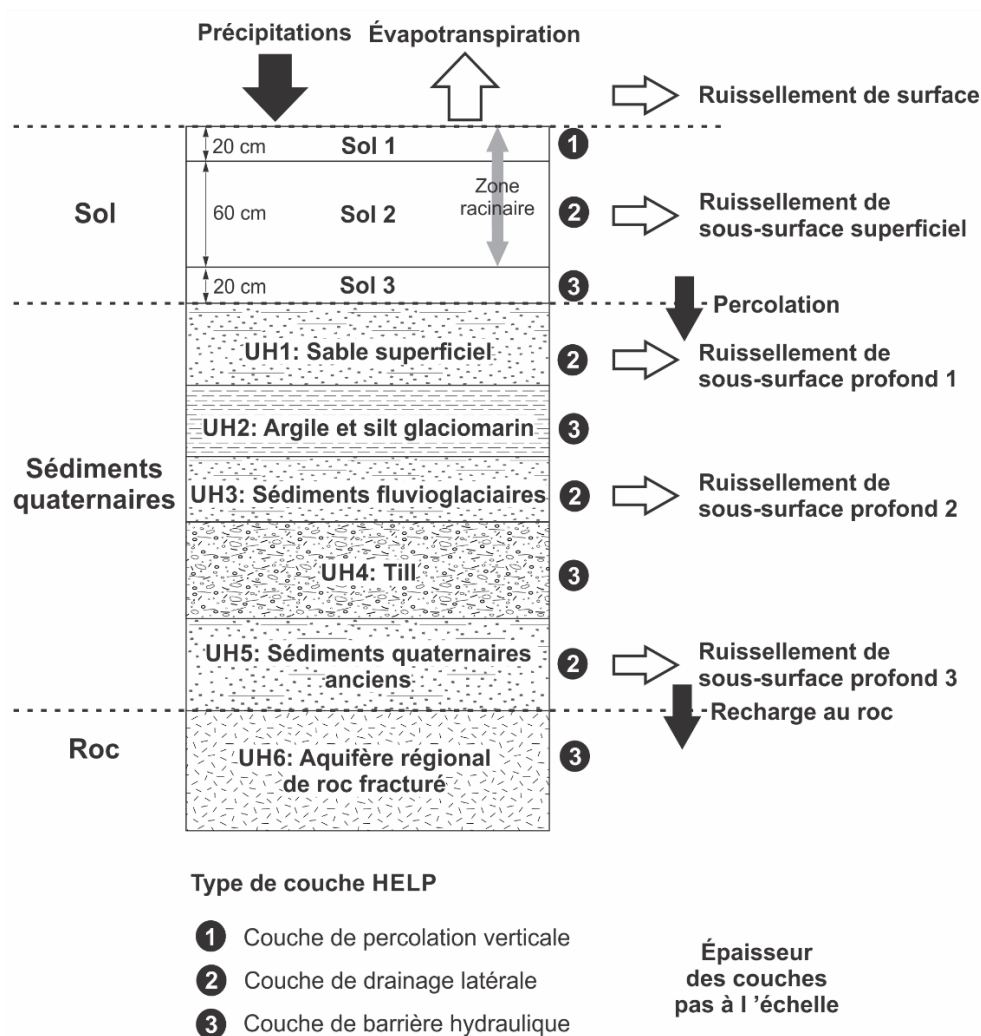 Précipitations
Évapotranspiration
Ruissellement de surface
Sol
20 cm
Sol 1
1
60 cm
Sol 2
Zone
racinaire
2
Ruissellement de
sous-surface superficiel
20 cm
Sol 3
3
Percolation
Sédiments
quaternaires
UH1: Sable superficiel
2
Ruissellement de
sous-surface profond 1
UH2: Argile et silt glaciomarin
3
UH3: Sédiments fluvioglaciaires
2
Ruissellement de
sous-surface profond 2
UH4: Till
3
UH5: Sédiments quaternaires
anciens
2
Ruissellement de
sous-surface profond 3
Recharge au roc
Roc
UH6: Aquifère régional
de roc fracturé
3
Type de couche HELP
1 Couche de percolation verticale
2 Couche de drainage latérale
3 Couche de barrière hydraulique
Épaisseur
des couches
pas à l 'échelle